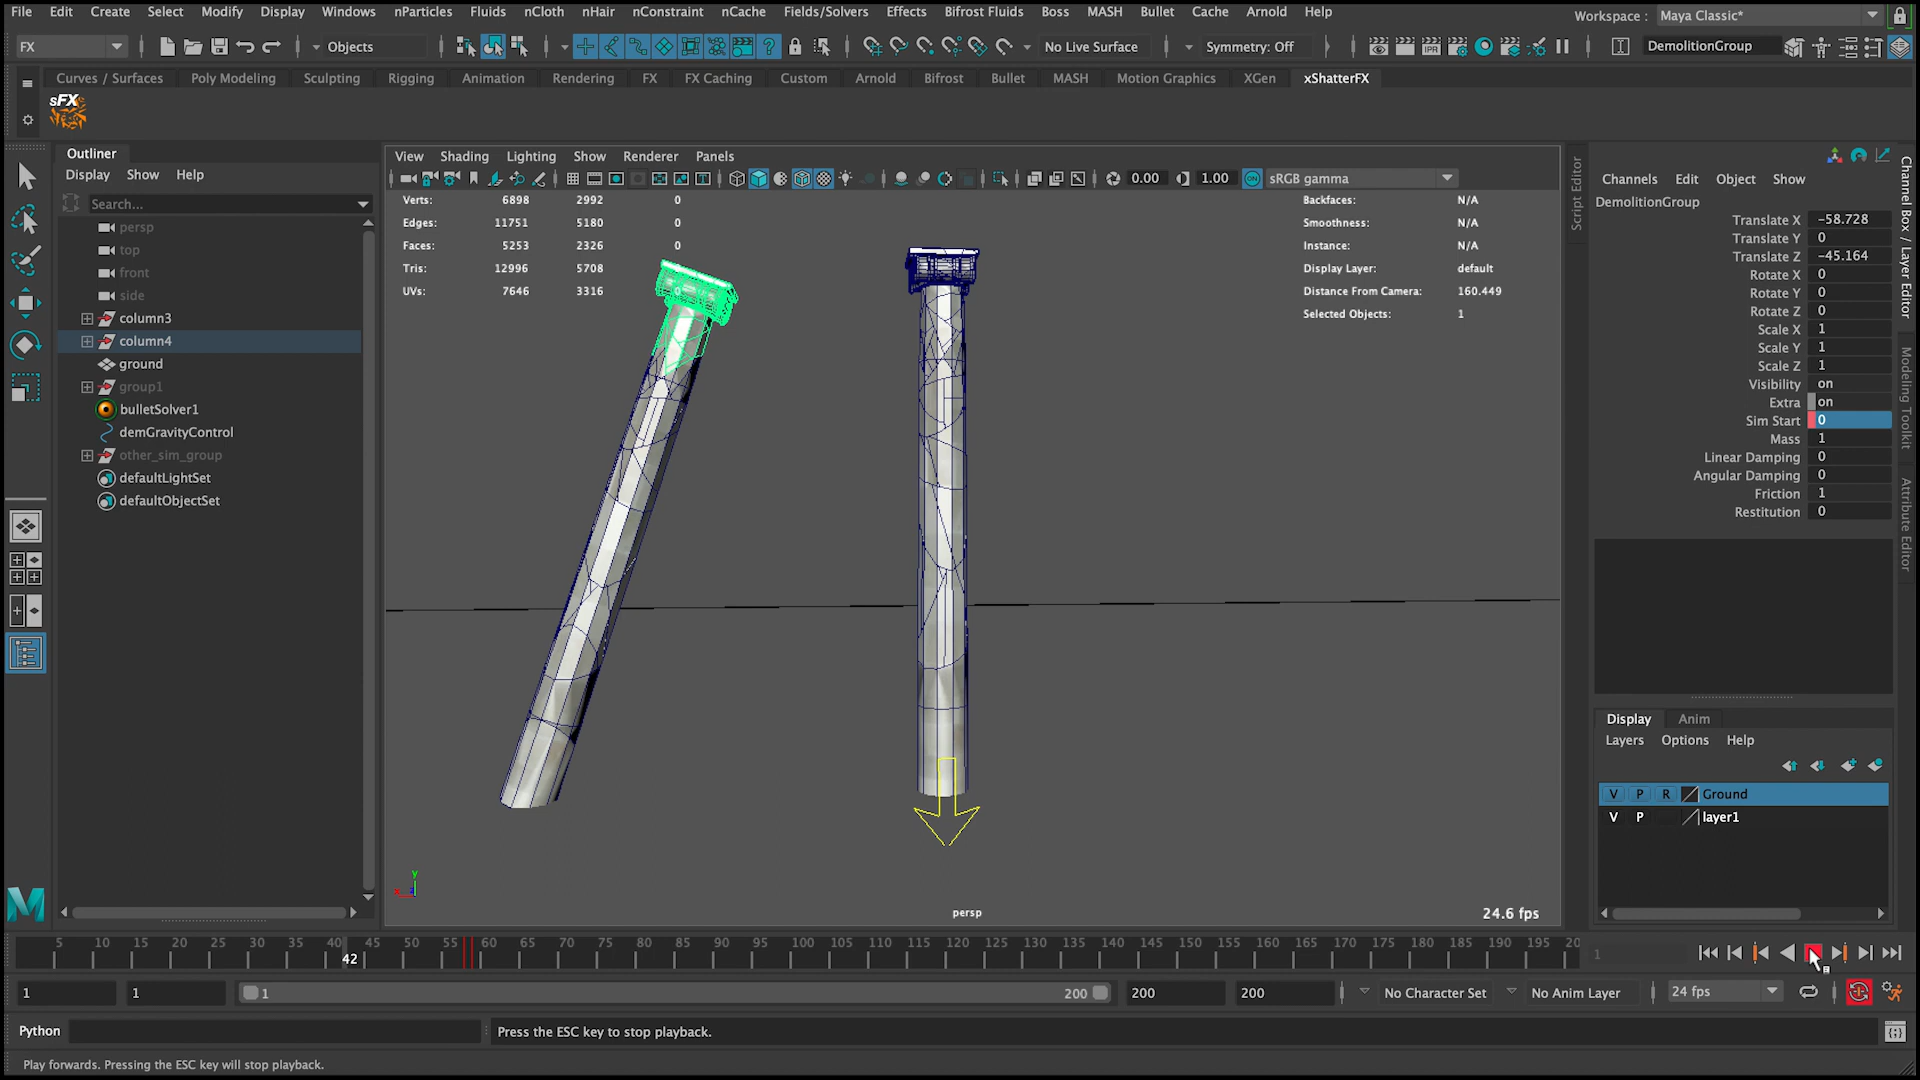 File Edit Create Select Modify Display Windows nParticles Fluids nCloth nHair nConstraint nCache Fields/Solvers Effects Bifrost Fluids Boss MASH Bullet Cache Arnold Help
Workspace : Maya Classic*
FX Objects No Live Surface Symmetry: Off DemolitionGroup
Curves / Surfaces Poly Modeling Sculpting Rigging Animation Rendering FX FX Caching Custom Arnold Bifrost Bullet MASH Motion Graphics XGen xShatterFX
sFX
Outliner
Display Show Help
Search...
persp
top
front
side
column3
column4
ground
group1
bulletSolver1
demGravityControl
other_sim_group
defaultLightSet
defaultObjectSet
View Shading Lighting Show Renderer Panels
0.00 1.00 ON sRGB gamma
Verts: 6898 2992 0
Edges: 11751 5180 0
Faces: 5253 2326 0
Tris: 12996 5708 0
UVs: 7646 3316 0
Backfaces: N/A
Smoothness: N/A
Instance: N/A
Display Layer: default
Distance From Camera: 160.449
Selected Objects: 1
y
x
persp
24.6 fps
Script Editor
Channels Edit Object Show
DemolitionGroup
Translate X -58.728
Translate Y 0
Translate Z -45.164
Rotate X 0
Rotate Y 0
Rotate Z 0
Scale X 1
Scale Y 1
Scale Z 1
Visibility on
Extra on
Sim Start 0
Mass 1
Linear Damping 0
Angular Damping 0
Friction 1
Restitution 0
Channel Box / Layer Editor
Modeling Toolkit
Attribute Editor
Display Anim
Layers Options Help
V P R Ground
V P layer1
5 10 15 20 25 30 35 40 45 50 55 60 65 70 75 80 85 90 95 100 105 110 115 120 125 130 135 140 145 150 155 160 165 170 175 180 185 190 195 20
42
1
1 1 1 200 200 200 No Character Set No Anim Layer 24 fps
Python Press the ESC key to stop playback.
Play forwards. Pressing the ESC key will stop playback.